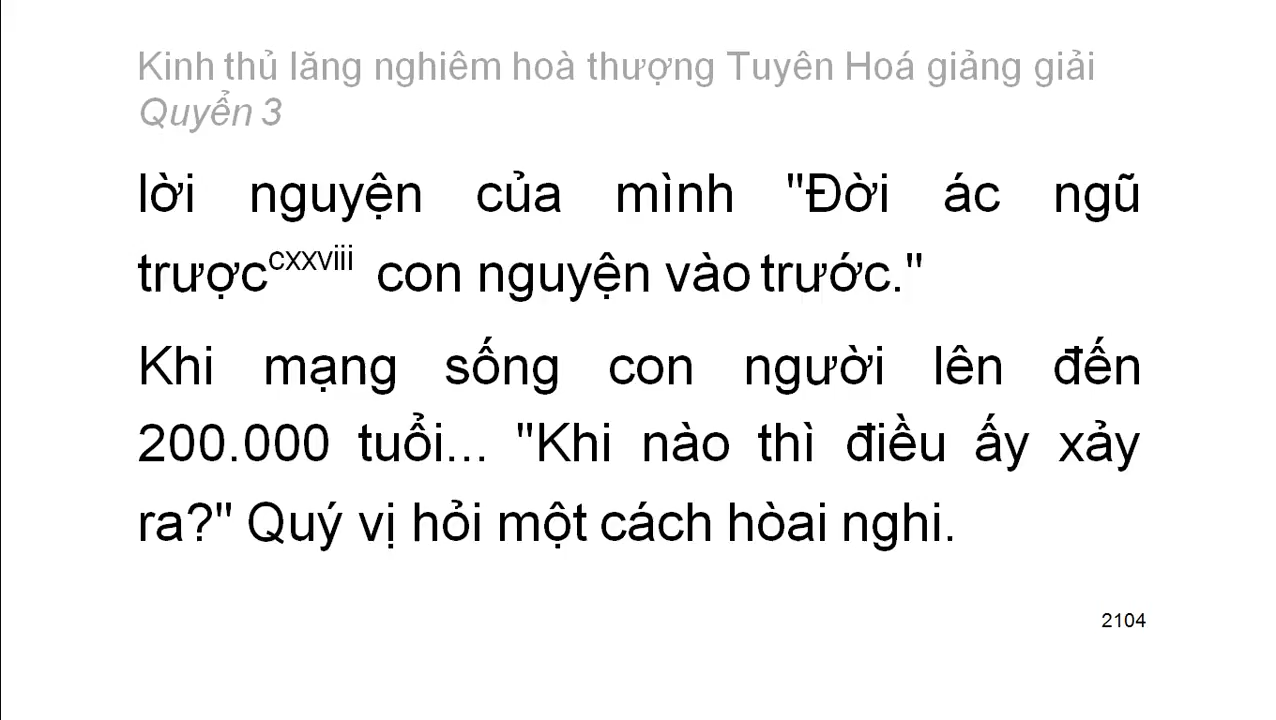 Kinh thủ lăng nghiêm hoà thượng Tuyên Hoá giảng giải
Quyển 3
lời nguyện của mình "Đời ác ngũ
trượccxxviii con nguyện vào trước."
Khi mạng sống con người lên đến
200.000 tuổi... "Khi nào thì điều ấy xảy
ra?" Quý vị hỏi một cách hòai nghi.
2104